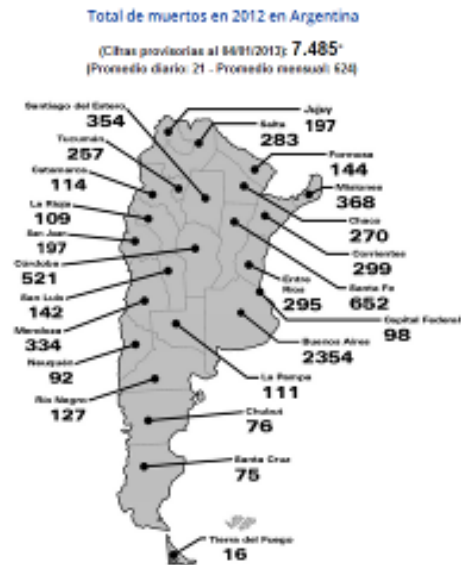 Total de muertos en 2012 en Argentina
(Cifras provisorias al 04/01/2013): 7.485*
(Promedio diario: 21 - Promedio mensual: 624)
Santiago del Estero
354
Jujuy
197
Salta
283
Tucumán
257
Formosa
144
Catamarca
114
Misiones
368
La Rioja
109
Chaco
270
San Juan
197
Corrientes
299
Córdoba
521
Entre
Rios
295
Santa Fe
652
San Luis
142
Capital Federal
98
Mendoza
334
Buenos Aires
2354
Neuquén
92
La Pampa
111
Río Negro
127
Chubut
76
Santa Cruz
75
Tierra del Fuego
16